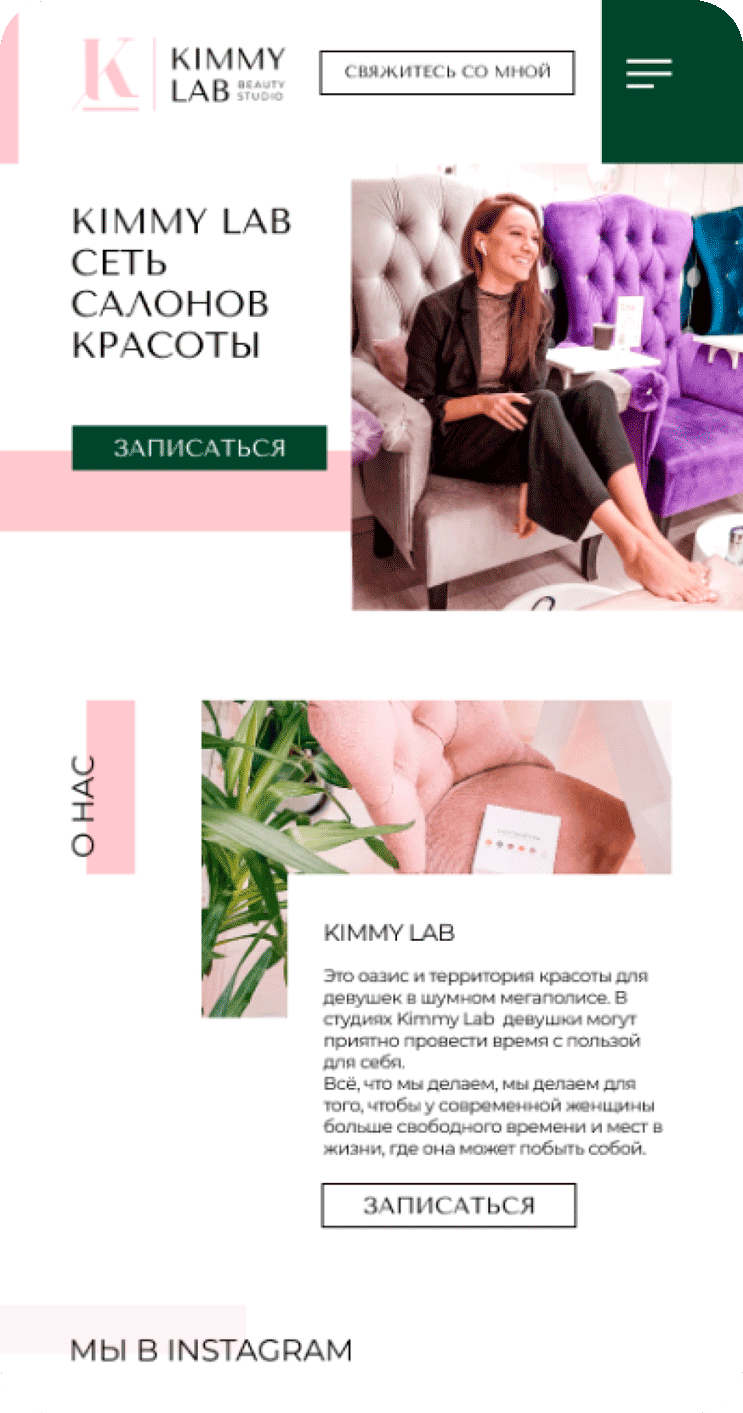 K
KIMMY
LAB BEAUTY
STUDIO
СВЯЖИТЕСЬ СО МНОЙ
KIMMY LAB
СЕТЬ
САЛОНОВ
КРАСОТЫ
ЗАПИСАТЬСЯ
О НАС
KIMMY LAB
Это оазис и территория красоты для
девушек в шумном мегаполисе. В
студиях Kimmy Lab девушки могут
приятно провести время с пользой
для себя.
Всё, что мы делаем, мы делаем для
того, чтобы у современной женщины
больше свободного времени и мест в
жизни, где она может побыть собой.
ЗАПИСАТЬСЯ
МЫ В INSTAGRAM